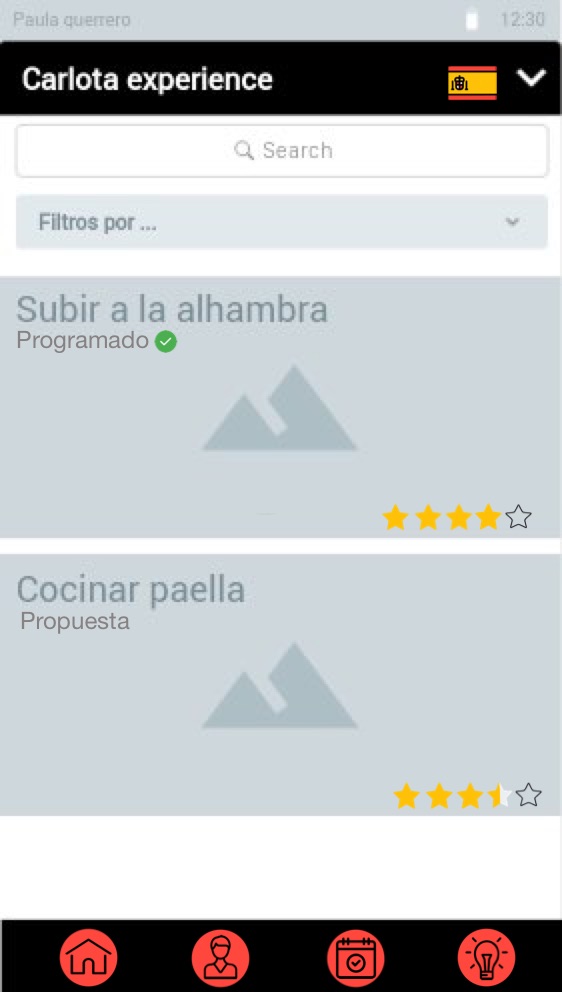 Paula querrero
12:30
Carlota experience
Search
Filtros por ...
Subir a la alhambra
Programado
Cocinar paella
Propuesta